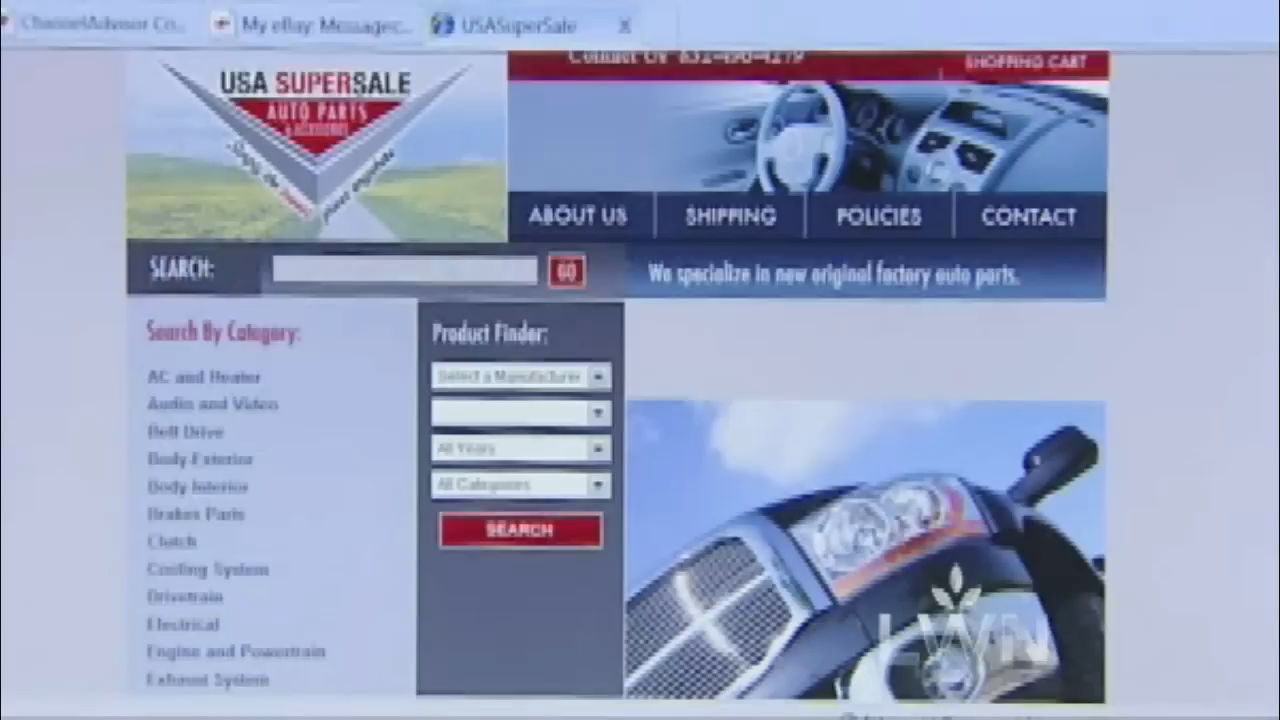 ChannelAdvisor Co...
My eBay: Messages:...
USASuperSale
x
Contact Us
SHOPPING CART
USA SUPERSALE
AUTO PARTS
& ACCESSORIES
ABOUT US
SHIPPING
POLICIES
CONTACT
SEARCH:
GO
We specialize in new original factory auto parts.
Search By Category:
AC and Heater
Audio and Video
Belt Drive
Body Exterior
Body Interior
Brakes Parts
Clutch
Cooling System
Drivetrain
Electrical
Engine and Powertrain
Exhaust System
Product Finder:
Select a Manufacturer
All Years
All Categories
SEARCH
LWN